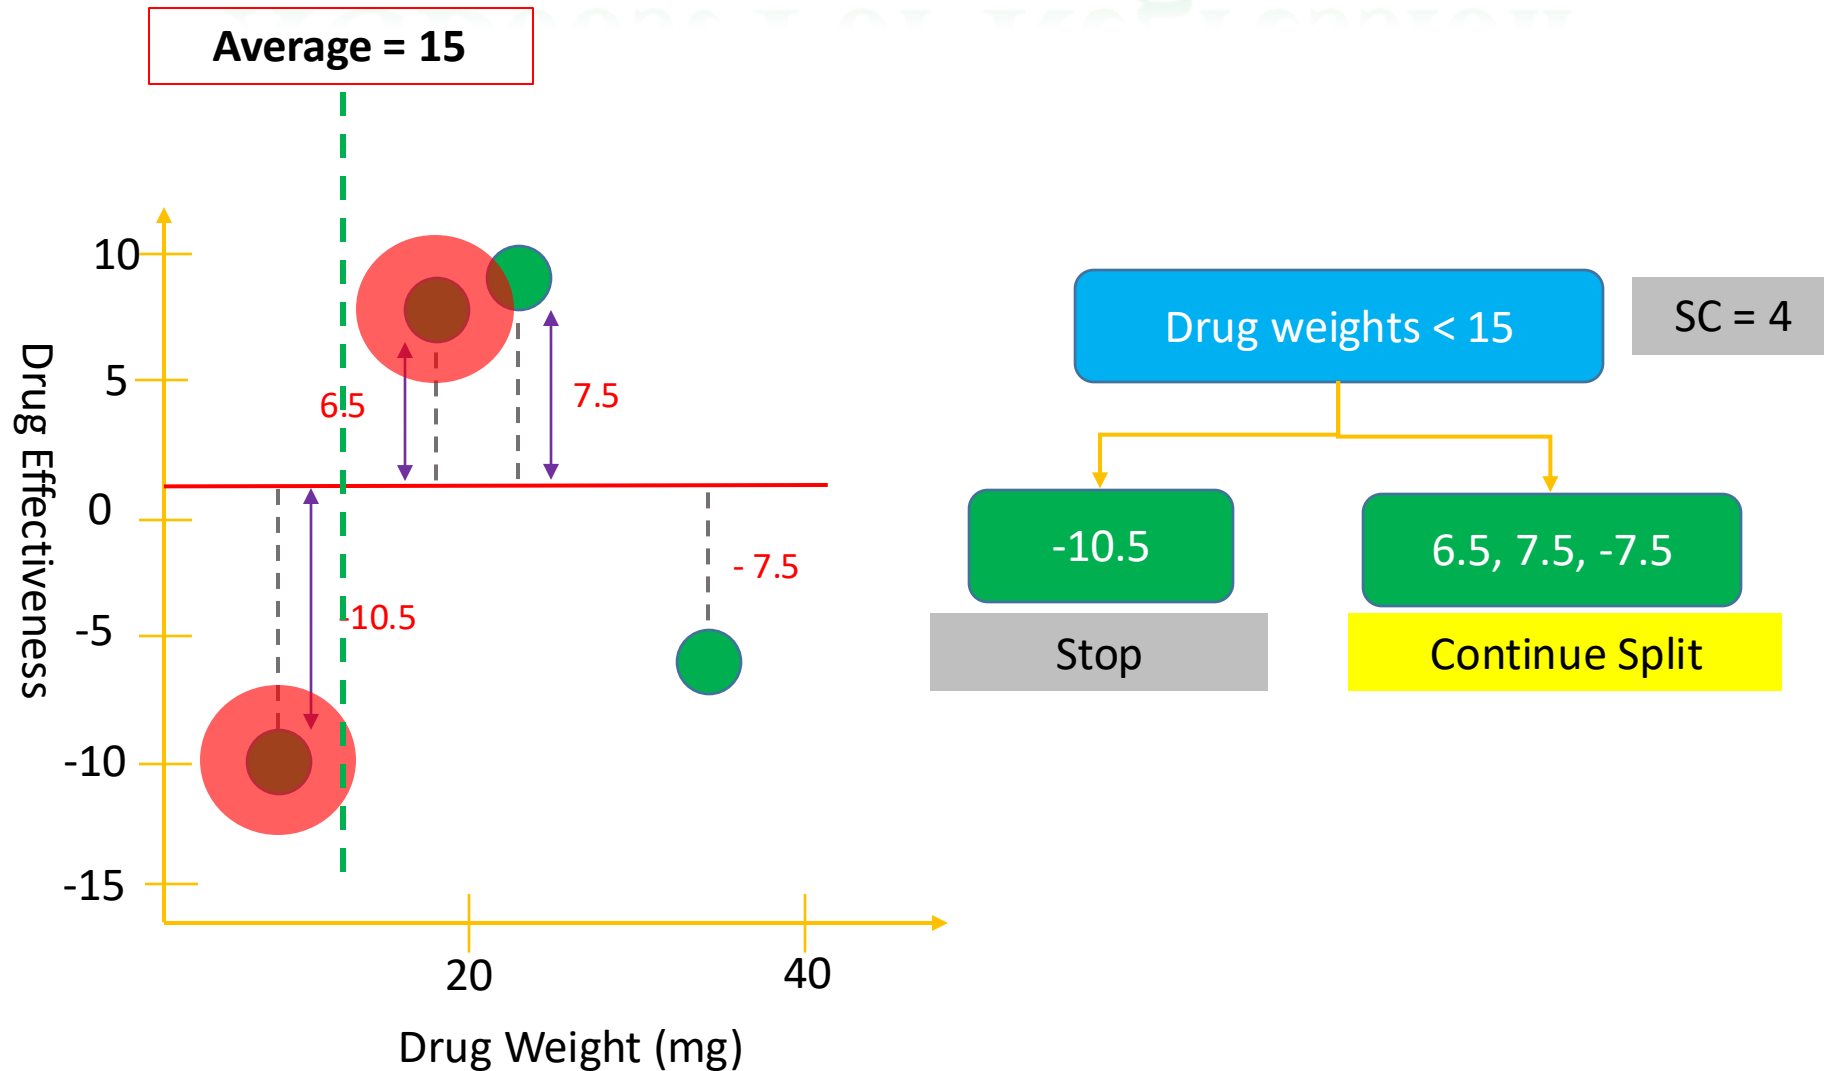 Average = 15
10
5
0
-5
-10
-15
Drug Effectiveness
6.5
7.5
-10.5
- 7.5
20
40
Drug Weight (mg)
Drug weights < 15
SC = 4
-10.5
6.5, 7.5, -7.5
Stop
Continue Split